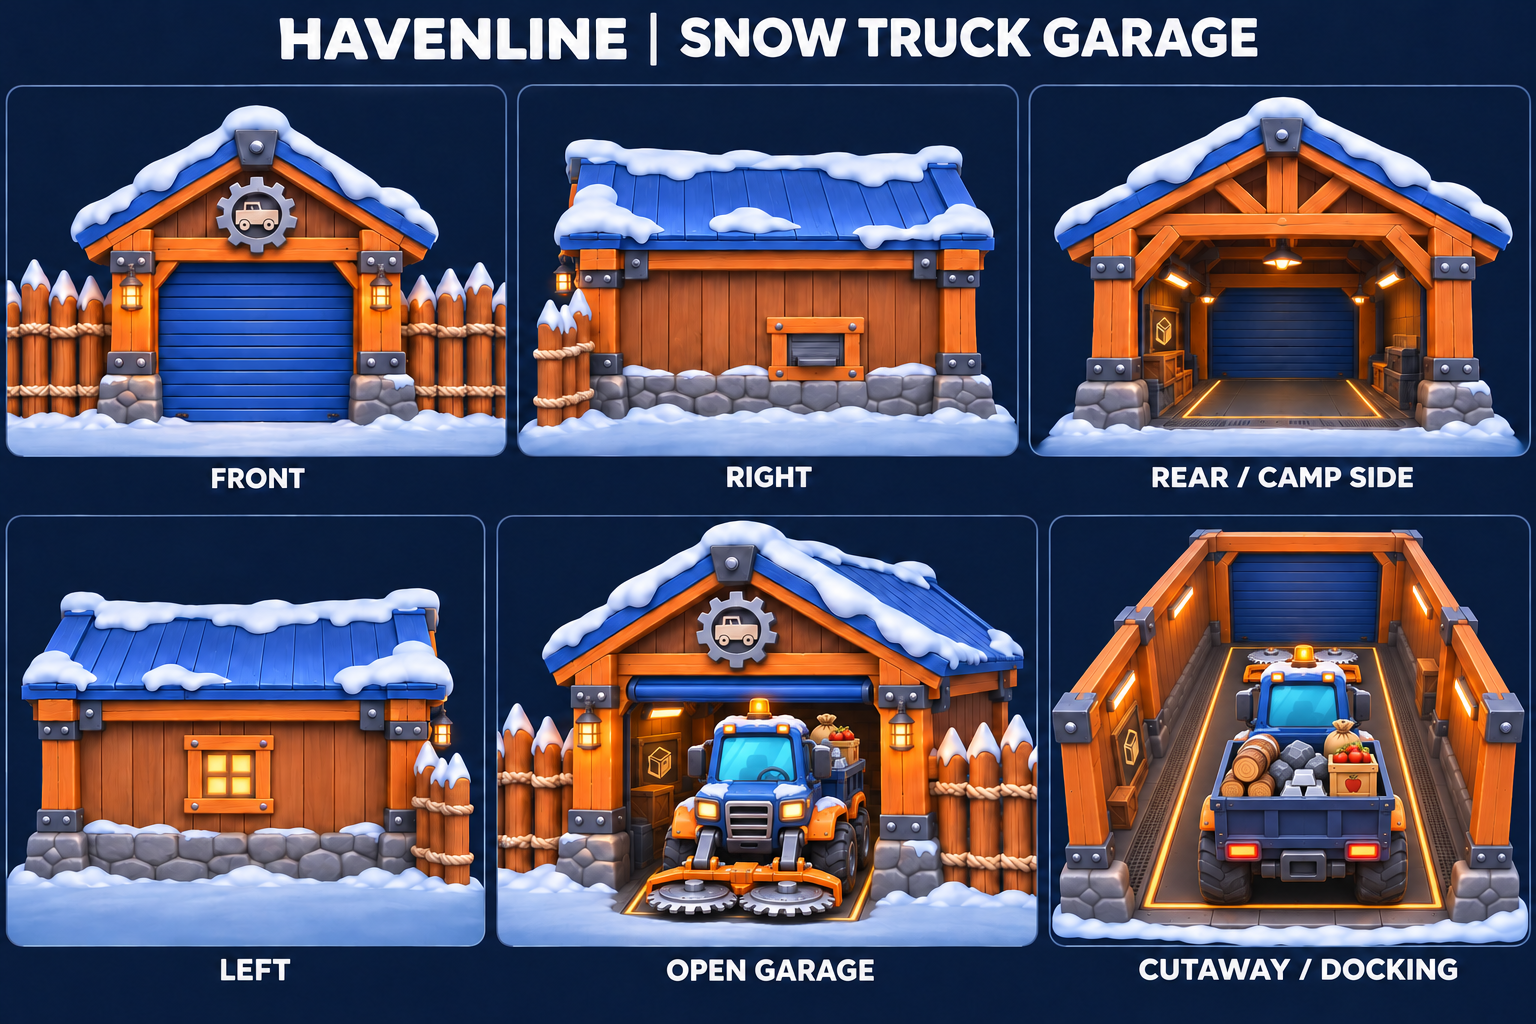 HAVENLINE | SNOW TRUCK GARAGE
FRONT
RIGHT
REAR / CAMP SIDE
LEFT
OPEN GARAGE
CUTAWAY / DOCKING